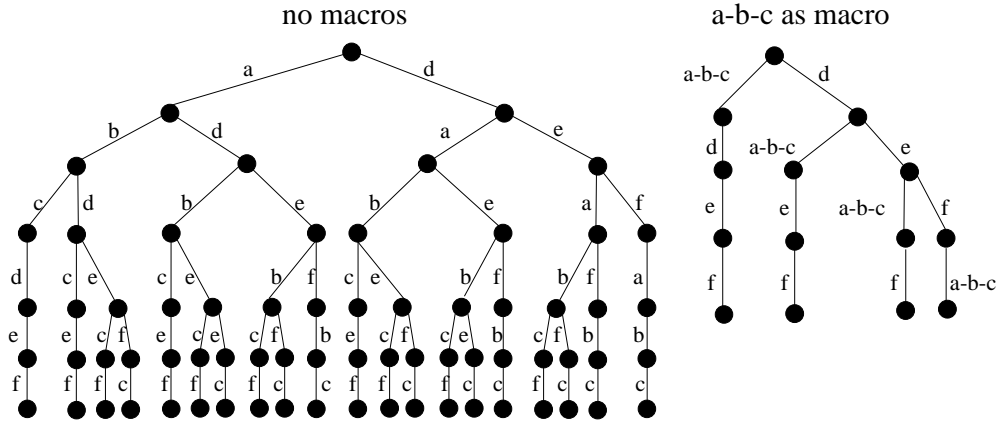 no macros
a-b-c as macro
a d
a-b-c d
b d a e
d a-b-c e
c d b e b e a f
e e a-b-c f
d c e c e b f c e b f b f a
f f f a-b-c
e e c f e c e c f b e c f c e b c f b b
f f f c f f c f c c f f c f c c f c c c